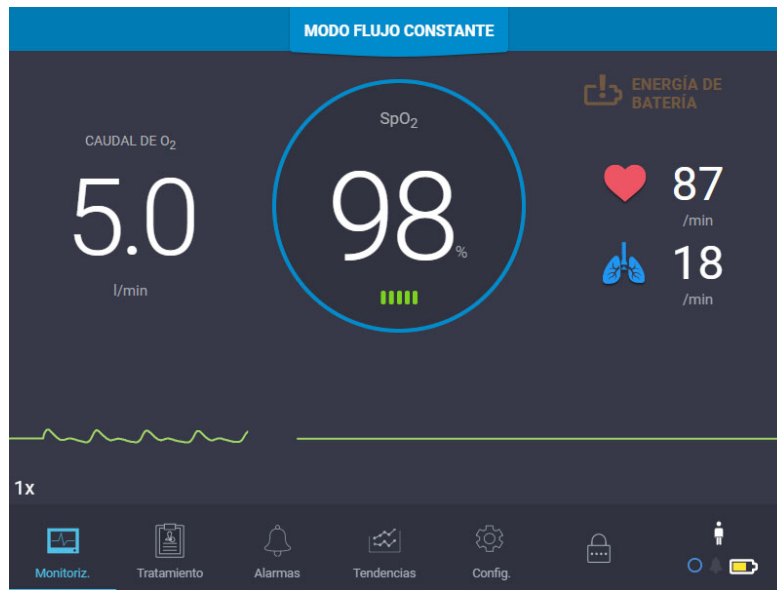 MODO FLUJO CONSTANTE
ENERGÍA DE
BATERÍA
CAUDAL DE O₂
5.0
l/min
SpO₂
98
%
87
/min
18
/min
1x
Monitoriz.
Tratamiento
Alarmas
Tendencias
Config.